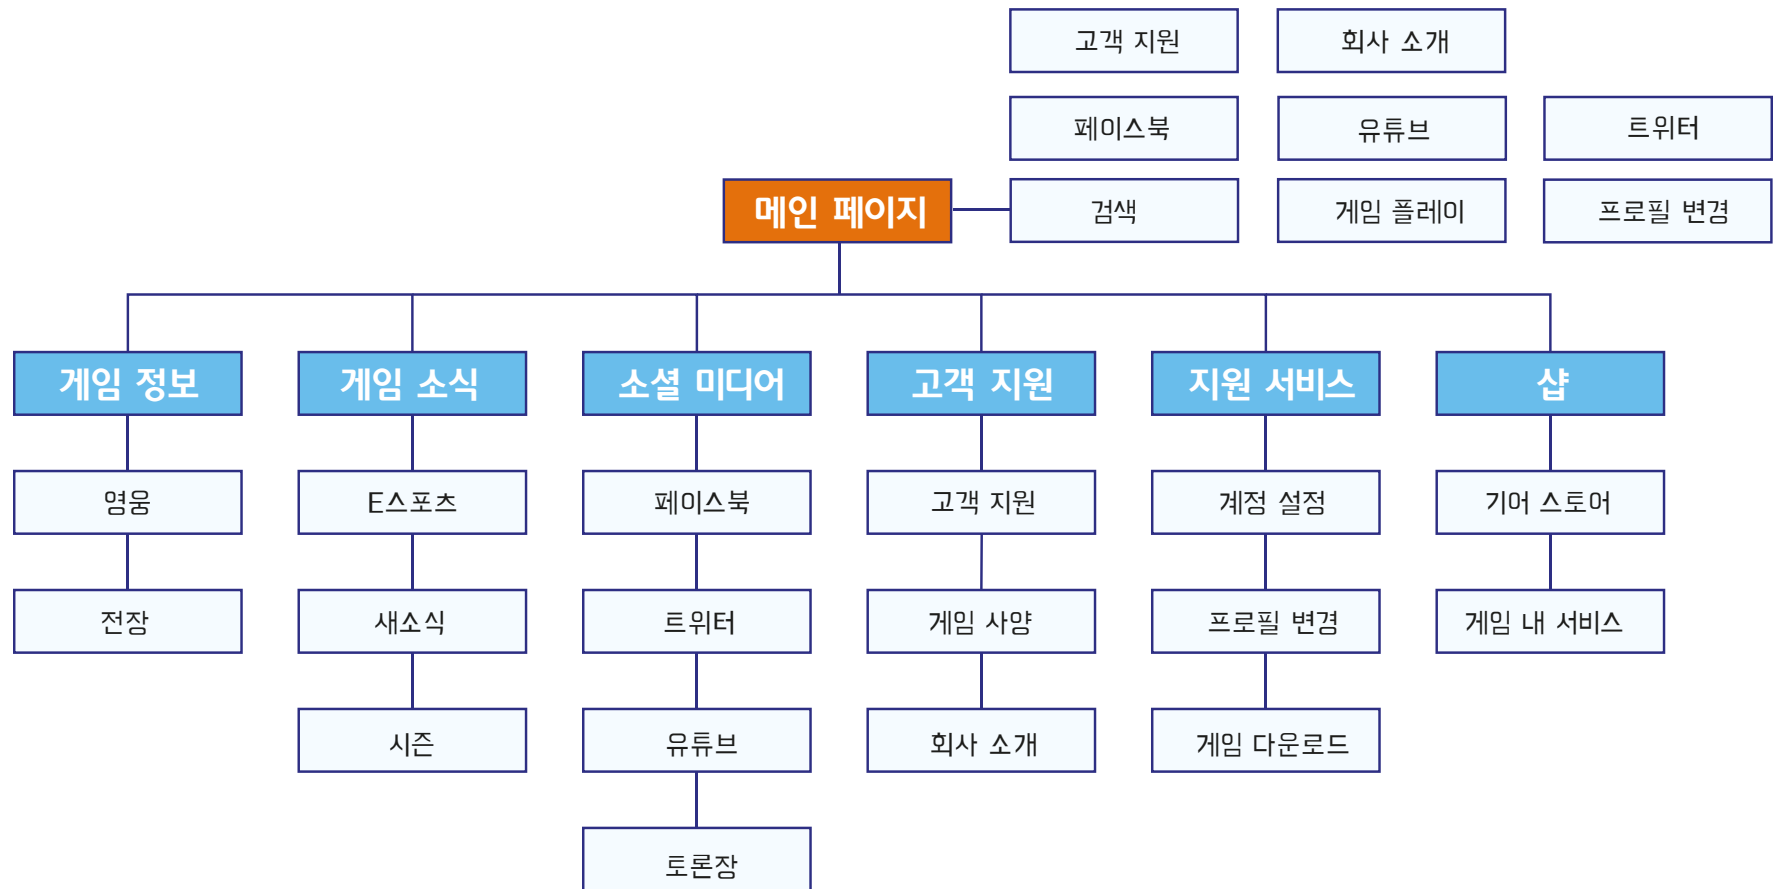 고객 지원
회사 소개
페이스북
유튜브
트위터
메인 페이지
검색
게임 플레이
프로필 변경
게임 정보
게임 소식
소셜 미디어
고객 지원
지원 서비스
샵
영웅
E스포츠
페이스북
고객 지원
계정 설정
기어 스토어
전장
새소식
트위터
게임 사양
프로필 변경
게임 내 서비스
시즌
유튜브
회사 소개
게임 다운로드
토론장